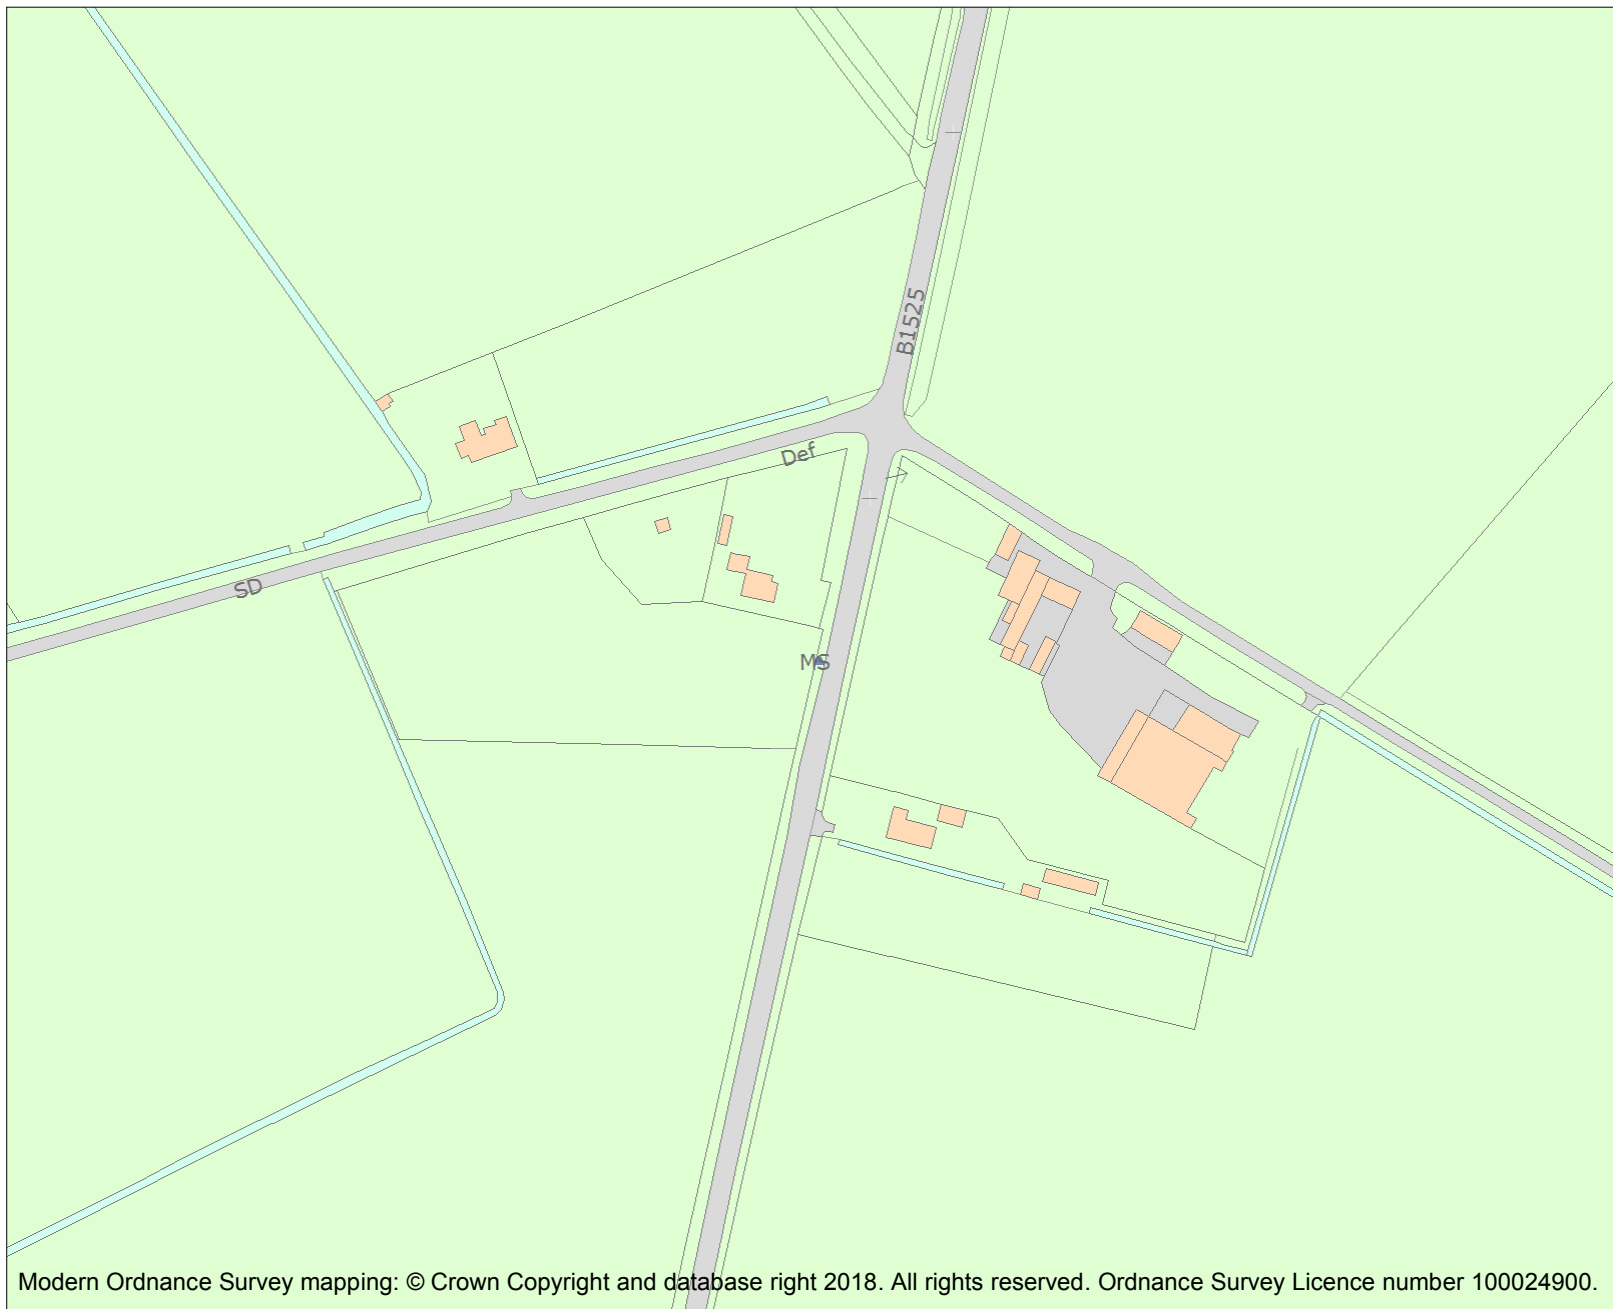 B1525
Def
SD
MS
Modern Ordnance Survey mapping: © Crown Copyright and database right 2018. All rights reserved. Ordnance Survey Licence number 100024900.